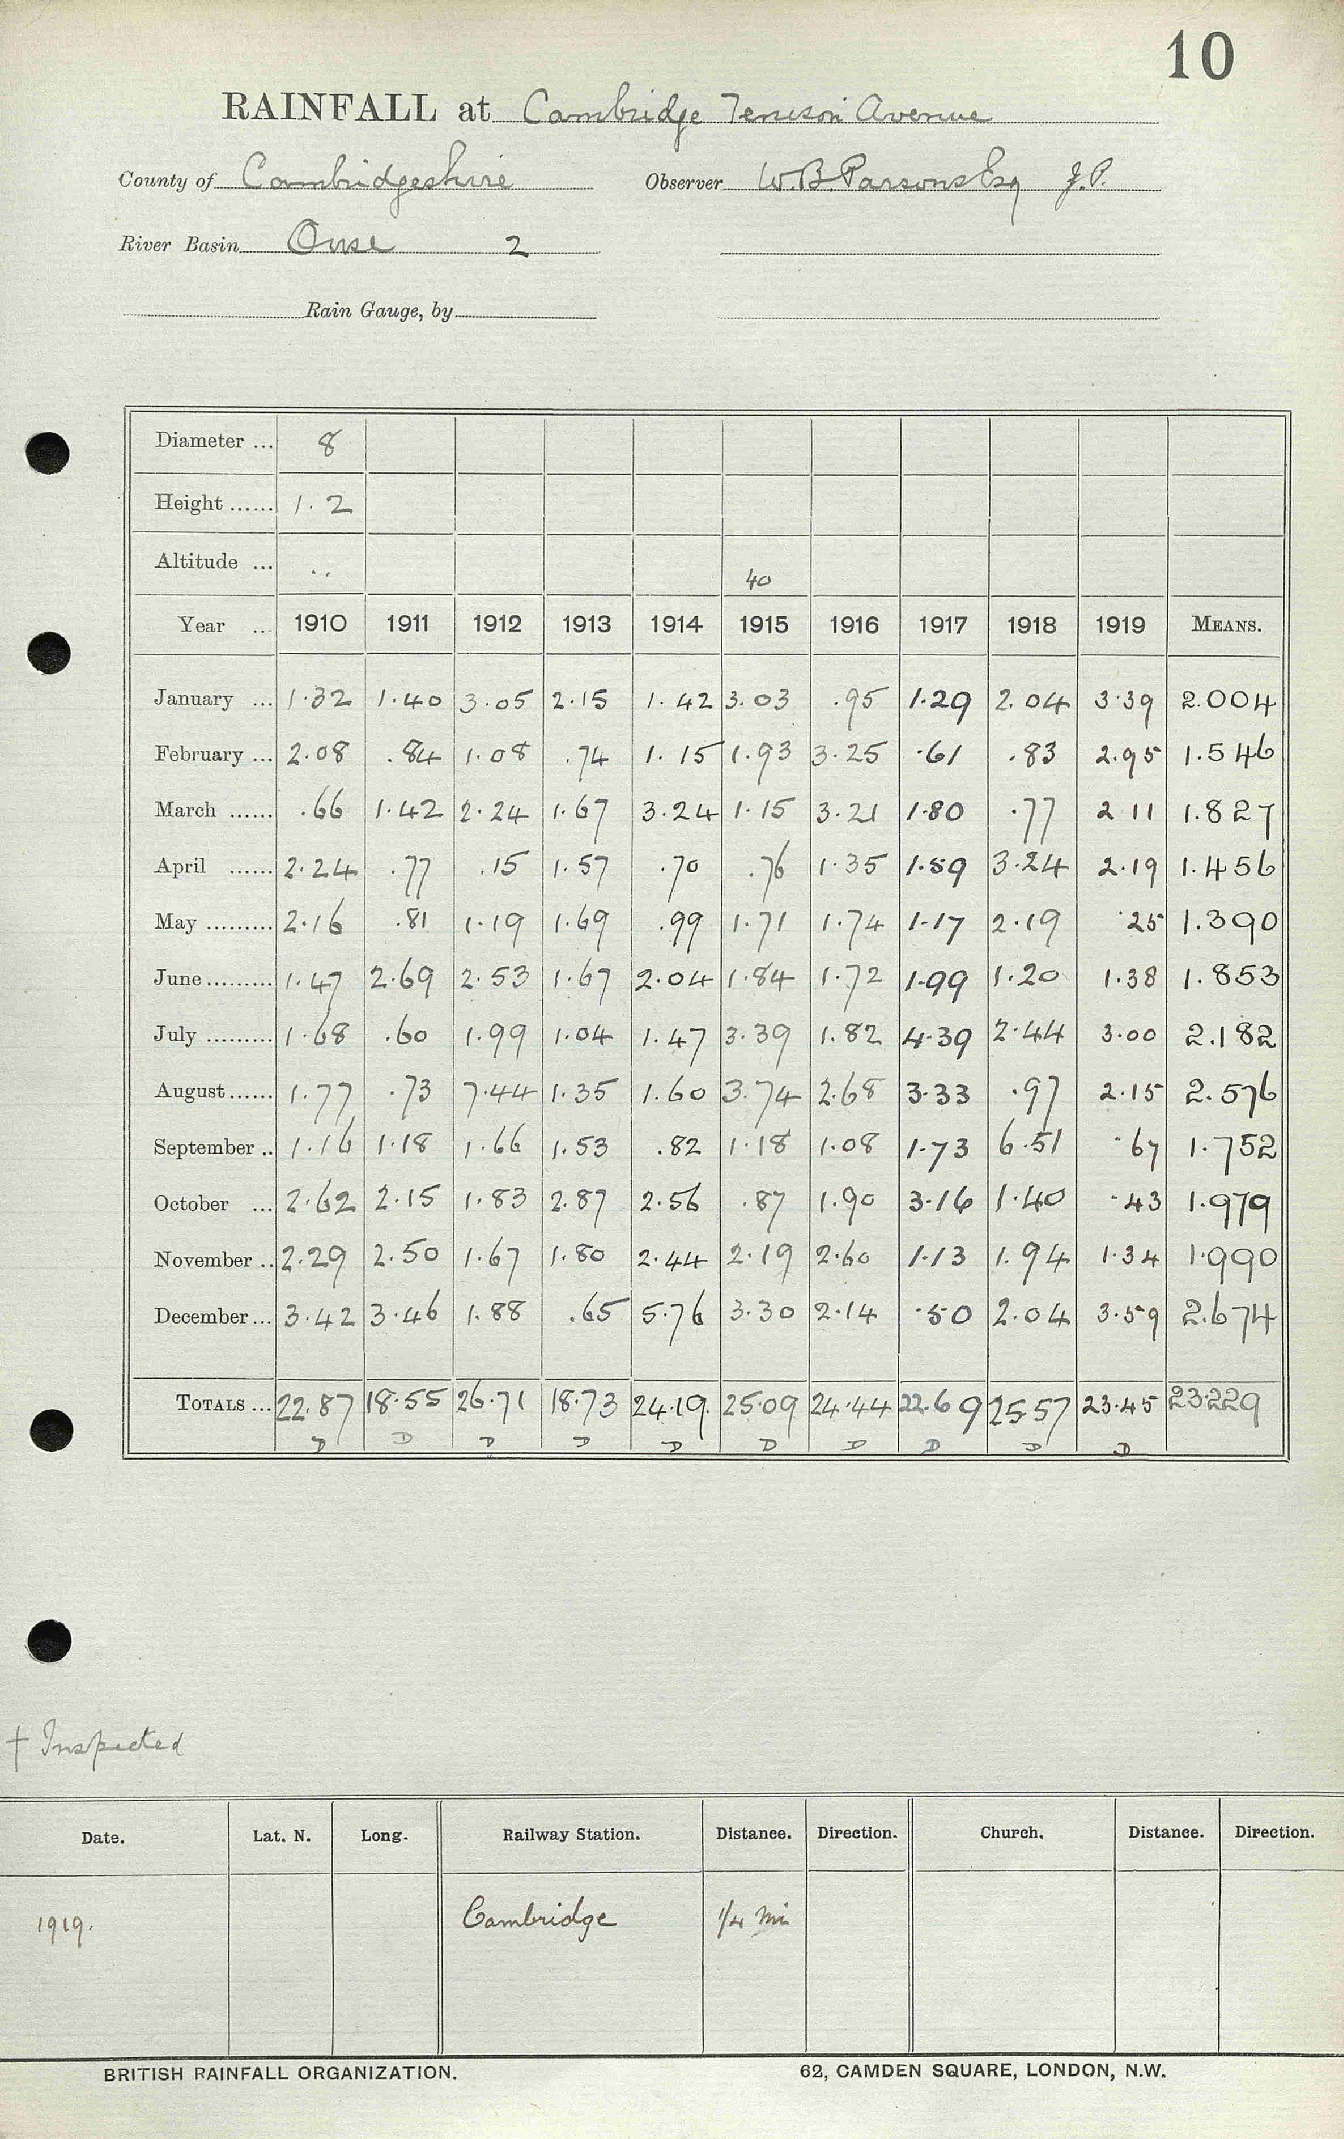 10
RAINFALL at Cambridge Tenison Avenue
County of Cambridgeshire Observer W. B. Parsons Esq J.P.
River Basin Ouse 2
Rain Gauge, by
Diameter ... 8
Height ...... 1.2
Altitude ... .. 40
Year ... 1910 1911 1912 1913 1914 1915 1916 1917 1918 1919 MEANS.
January ... 1.32 1.40 3.05 2.15 1.42 3.03 .95 1.29 2.04 3.39 2.004
February ... 2.08 .84 1.08 .74 1.15 1.93 3.25 .61 .83 2.95 1.546
March ...... .66 1.42 2.24 1.67 3.24 1.15 3.21 1.80 .77 2.11 1.827
April ...... 2.24 .77 .15 1.57 .70 .76 1.35 1.59 3.24 2.19 1.456
May ......... 2.16 .81 1.19 1.69 .99 1.71 1.74 1.17 2.19 .25 1.390
June ......... 1.47 2.69 2.53 1.67 2.04 1.84 1.72 1.99 1.20 1.38 1.853
July ......... 1.68 .60 1.99 1.04 1.47 3.39 1.82 4.39 2.44 3.00 2.182
August ...... 1.77 .73 7.44 1.35 1.60 3.74 2.68 3.33 .97 2.15 2.576
September .. 1.16 1.18 1.66 1.53 .82 1.18 1.08 1.73 6.51 .67 1.752
October ... 2.62 2.15 1.83 2.87 2.56 .87 1.90 3.16 1.40 .43 1.979
November .. 2.29 2.50 1.67 1.80 2.44 2.19 2.60 1.13 1.94 1.34 1.990
December ... 3.42 3.46 1.88 .65 5.76 3.30 2.14 .50 2.04 3.59 2.674
TOTALS ... 22.87 18.55 26.71 18.73 24.19 25.09 24.44 22.69 25.57 23.45 23.229
D D D D D D D D D D
† Inspected
Date. Lat. N. Long. Railway Station. Distance. Direction. Church. Distance. Direction.
1919. Cambridge 1/4 mi
BRITISH RAINFALL ORGANIZATION. 62, CAMDEN SQUARE, LONDON, N.W.